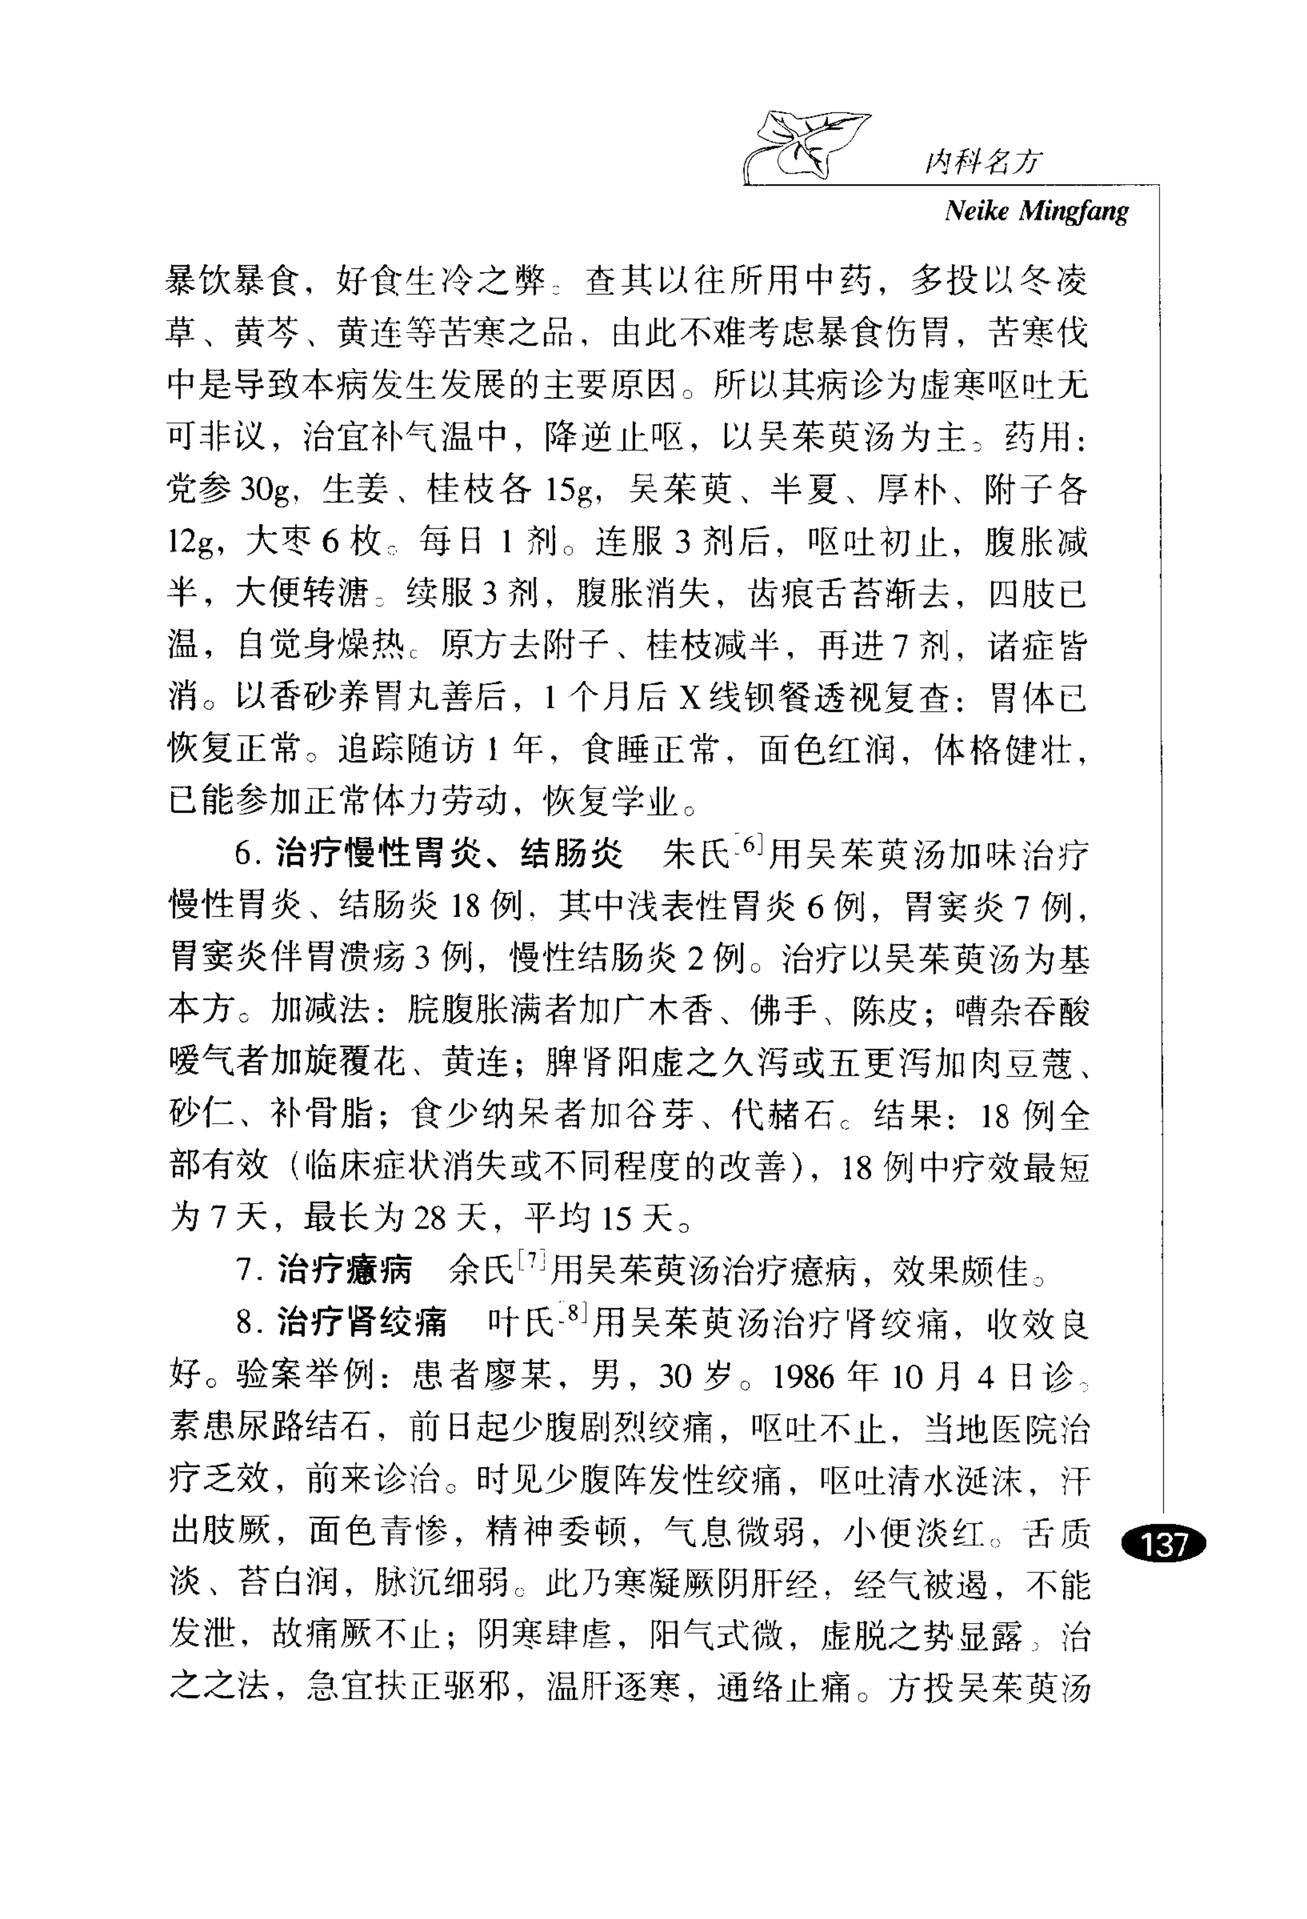 内科名方
Neike Mingfang
暴饮暴食，好食生冷之弊。查其以往所用中药，多投以冬凌
草、黄芩、黄连等苦寒之品，由此不难考虑暴食伤胃，苦寒伐
中是导致本病发生发展的主要原因。所以其病诊为虚寒呕吐无
可非议，治宜补气温中，降逆止呕，以吴茱萸汤为主。药用：
党参30g，生姜、桂枝各15g，吴茱萸、半夏、厚朴、附子各
12g，大枣6枚。每日1剂。连服3剂后，呕吐初止，腹胀减
半，大便转溏。续服3剂，腹胀消失，齿痕舌苔渐去，四肢已
温，自觉身燥热。原方去附子、桂枝减半，再进7剂，诸症皆
消。以香砂养胃丸善后，1个月后X线钡餐透视复查：胃体已
恢复正常。追踪随访1年，食睡正常，面色红润，体格健壮，
已能参加正常体力劳动，恢复学业。
6. 治疗慢性胃炎、结肠炎　朱氏[6]用吴茱萸汤加味治疗
慢性胃炎、结肠炎18例，其中浅表性胃炎6例，胃窦炎7例，
胃窦炎伴胃溃疡3例，慢性结肠炎2例。治疗以吴茱萸汤为基
本方。加减法：脘腹胀满者加广木香、佛手、陈皮；嘈杂吞酸
嗳气者加旋覆花、黄连；脾肾阳虚之久泻或五更泻加肉豆蔻、
砂仁、补骨脂；食少纳呆者加谷芽、代赭石。结果：18例全
部有效（临床症状消失或不同程度的改善），18例中疗效最短
为7天，最长为28天，平均15天。
7. 治疗癔病　余氏[7]用吴茱萸汤治疗癔病，效果颇佳。
8. 治疗肾绞痛　叶氏[8]用吴茱萸汤治疗肾绞痛，收效良
好。验案举例：患者廖某，男，30岁。1986年10月4日诊。
素患尿路结石，前日起少腹剧烈绞痛，呕吐不止，当地医院治
疗乏效，前来诊治。时见少腹阵发性绞痛，呕吐清水涎沫，汗
出肢厥，面色青惨，精神委顿，气息微弱，小便淡红。舌质
淡、苔白润，脉沉细弱。此乃寒凝厥阴肝经，经气被遏，不能
发泄，故痛厥不止；阴寒肆虐，阳气式微，虚脱之势显露。治
之之法，急宜扶正驱邪，温肝逐寒，通络止痛。方投吴茱萸汤
137